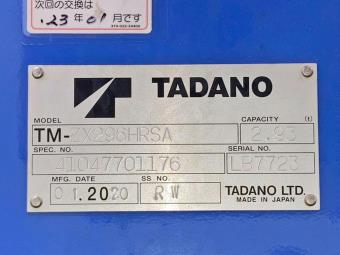 次回の交換は
.23年01月です
TADANO
MODEL CAPACITY (t)
TM-ZX296HRSA 2.93
SPEC. NO. SERIAL NO.
41047701176 LB7723
MFG. DATE SS NO.
01.2020 RW TADANO LTD.
MADE IN JAPAN